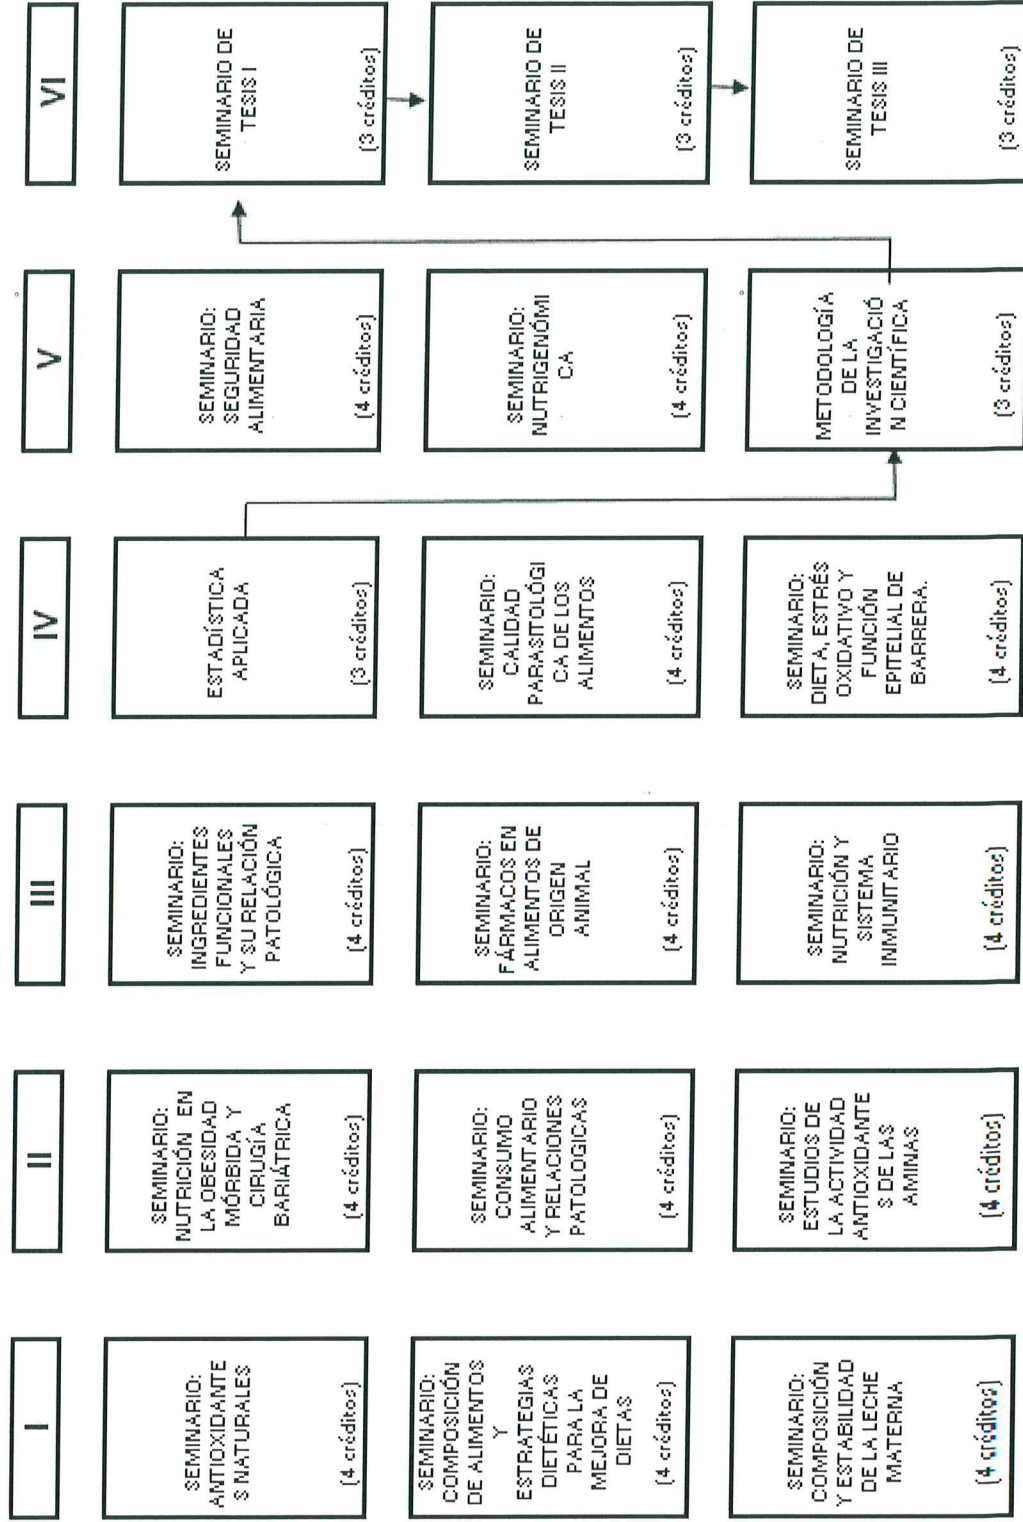 I
SEMINARIO:
ANTIOXIDANTE
S NATURALES
(4 créditos)
SEMINARIO:
COMPOSICIÓN
DE ALIMENTOS
Y
ESTRATEGIAS
DIETÉTICAS
PARA LA
MEJORA DE
DIETAS
(4 créditos)
SEMINARIO:
COMPOSICIÓN
Y ESTABILIDAD
DE LA LECHE
MATERNA
(4 créditos)
II
SEMINARIO:
NUTRICIÓN EN
LA OBESIDAD
MÓRBIDA Y
CIRUGÍA
BARIÁTRICA
(4 créditos)
SEMINARIO:
CONSUMO
ALIMENTARIO
Y RELACIONES
PATOLOGICAS
(4 créditos)
SEMINARIO:
ESTUDIOS DE
LA ACTIVIDAD
ANTIOXIDANTE
S DE LAS
AMINAS
(4 créditos)
III
SEMINARIO:
INGREDIENTES
FUNCIONALES
Y SU RELACIÓN
PATOLÓGICA
(4 créditos)
SEMINARIO:
FÁRMACOS EN
ALIMENTOS DE
ORIGEN
ANIMAL
(4 créditos)
SEMINARIO:
NUTRICIÓN Y
SISTEMA
INMUNITARIO
(4 créditos)
IV
ESTADÍSTICA
APLICADA
(3 créditos)
SEMINARIO:
CALIDAD
PARASITOLÓGI
CA DE LOS
ALIMENTOS
(4 créditos)
SEMINARIO:
DIETA, ESTRÉS
OXIDATIVO Y
FUNCIÓN
EPITELIAL DE
BARRERA.
(4 créditos)
V
SEMINARIO:
SEGURIDAD
ALIMENTARIA
(4 créditos)
SEMINARIO:
NUTRIGENÓMI
CA
(4 créditos)
METODOLOGÍA
DE LA
INVESTIGACIÓ
N CIENTÍFICA
(3 créditos)
VI
SEMINARIO DE
TESIS I
(3 créditos)
SEMINARIO DE
TESIS II
(3 créditos)
SEMINARIO DE
TESIS III
(3 créditos)